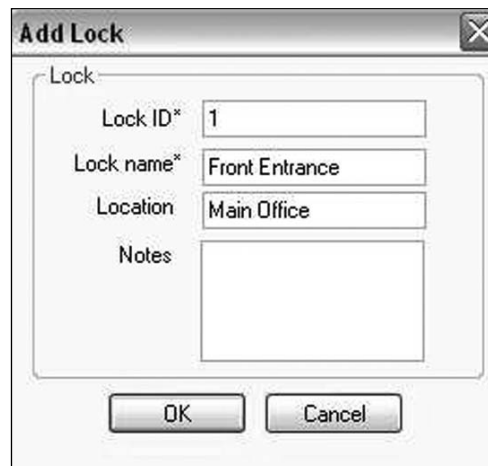 Add Lock
Lock
Lock ID* 1
Lock name* Front Entrance
Location Main Office
Notes
OK Cancel